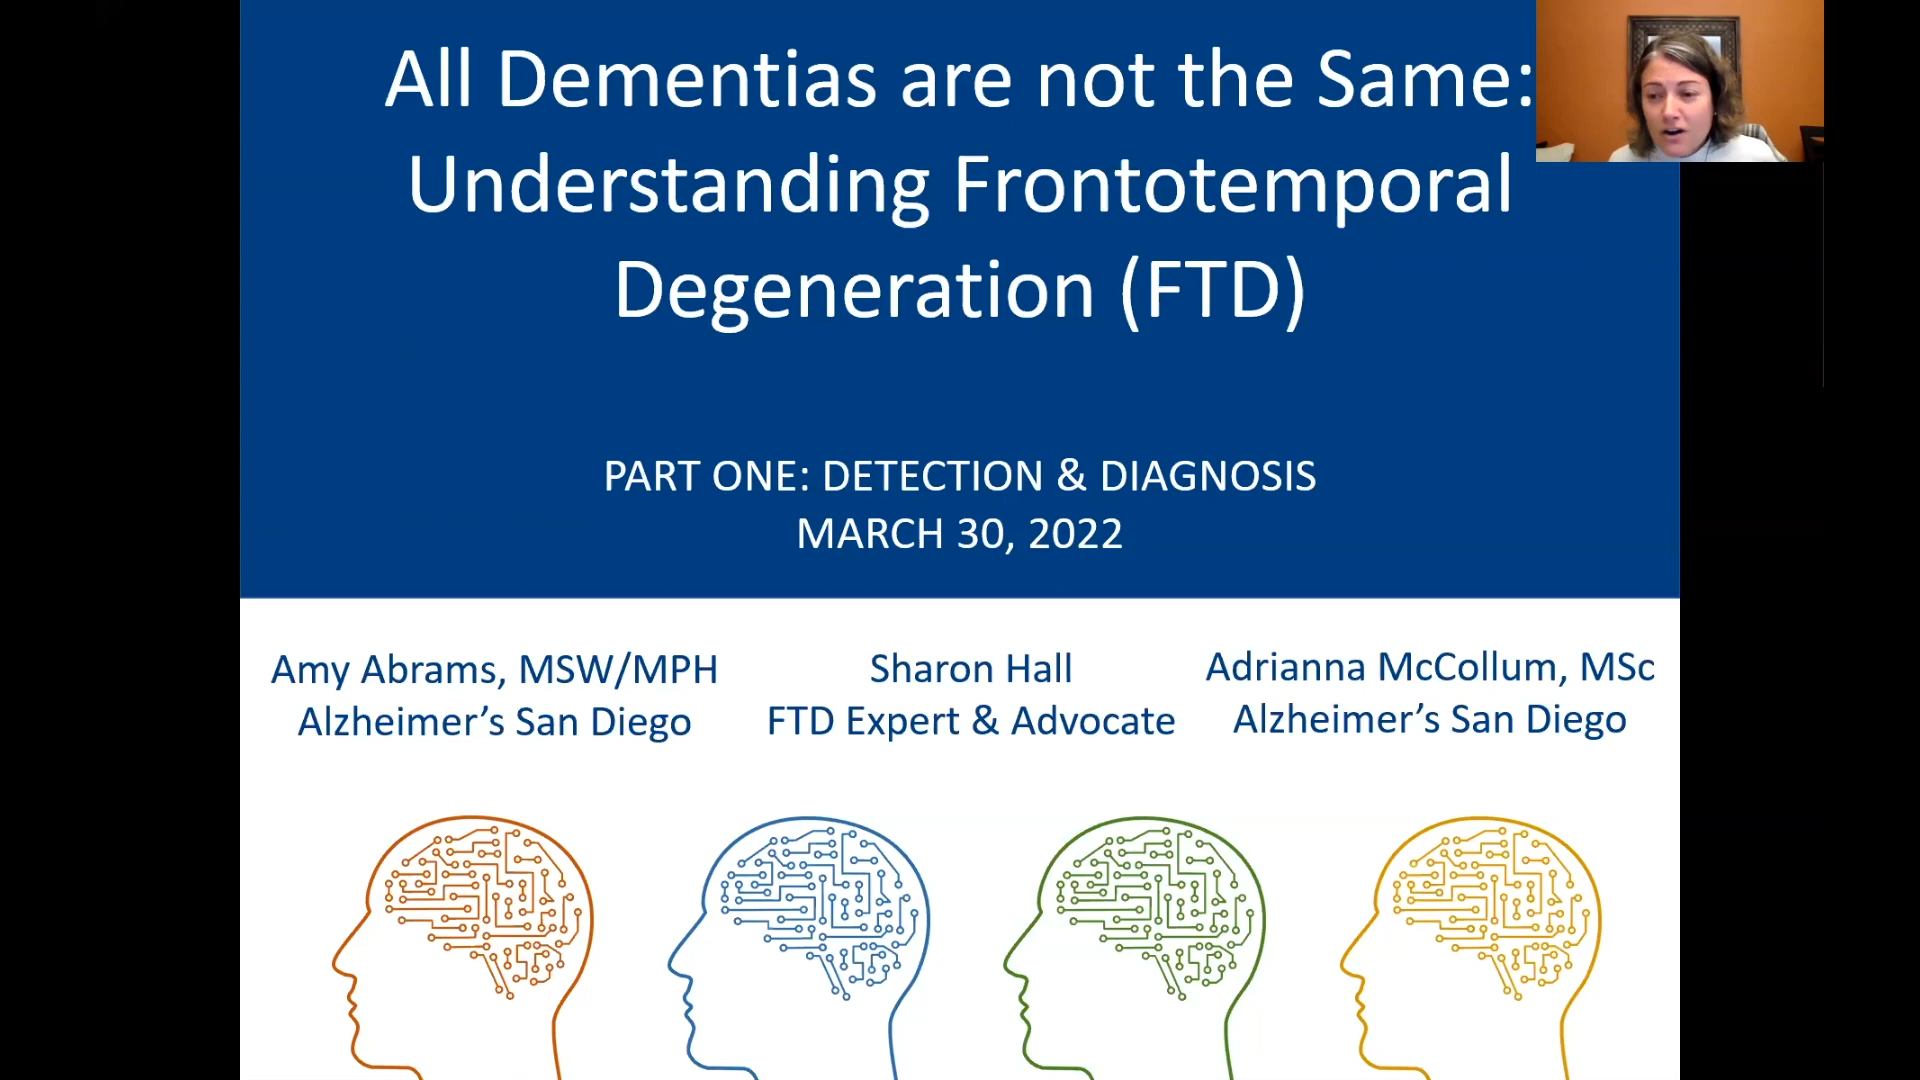 All Dementias are not the Same:
Understanding Frontotemporal
Degeneration (FTD)
PART ONE: DETECTION & DIAGNOSIS
MARCH 30, 2022
Amy Abrams, MSW/MPH
Alzheimer’s San Diego
Sharon Hall
FTD Expert & Advocate
Adrianna McCollum, MSc
Alzheimer’s San Diego